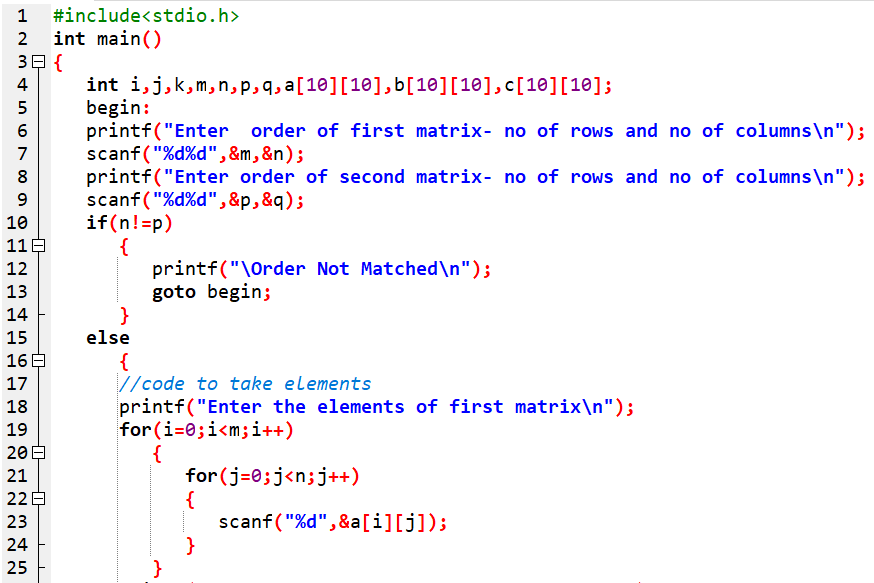 1 #include<stdio.h>
2 int main()
3 {
4 int i,j,k,m,n,p,q,a[10][10],b[10][10],c[10][10];
5 begin:
6 printf("Enter  order of first matrix- no of rows and no of columns\n");
7 scanf("%d%d",&m,&n);
8 printf("Enter order of second matrix- no of rows and no of columns\n");
9 scanf("%d%d",&p,&q);
10 if(n!=p)
11 {
12 printf("\Order Not Matched\n");
13 goto begin;
14 }
15 else
16 {
17 //code to take elements
18 printf("Enter the elements of first matrix\n");
19 for(i=0;i<m;i++)
20 {
21 for(j=0;j<n;j++)
22 {
23 scanf("%d",&a[i][j]);
24 }
25 }